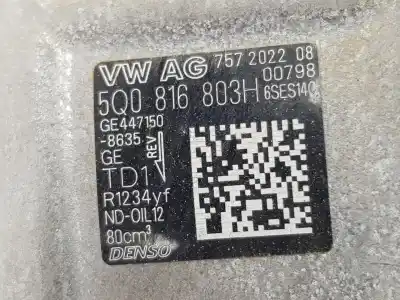 VW AG 757 2022 08
00798
5Q0 816 803H 6SES14C
GE447150
-8635
GE REV
TD1
R1234yf
ND-OIL12
80cm³
DENSO